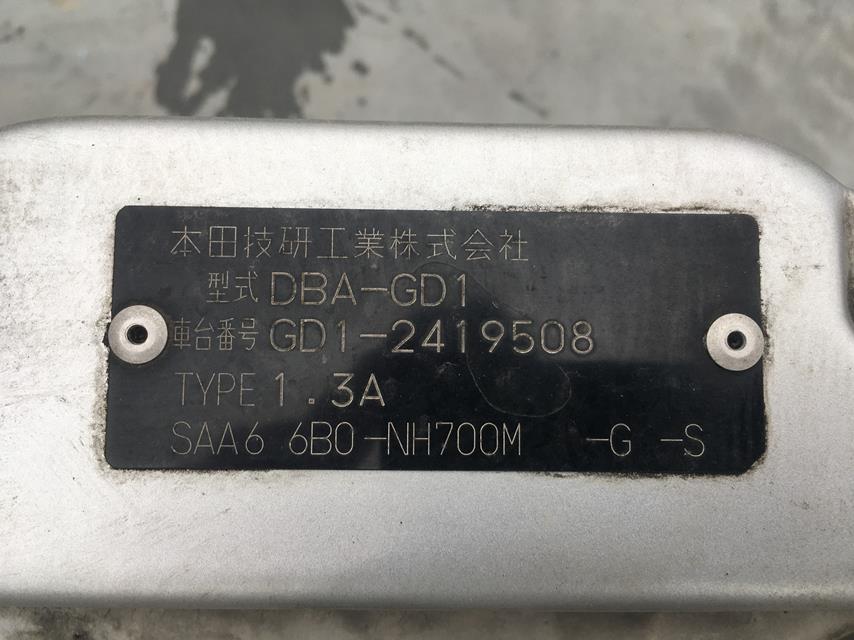 本田技研工業株式会社
型式 DBA-GD1
車台番号 GD1-2419508
TYPE 1.3A
SAA6 6B0-NH700M -G -S